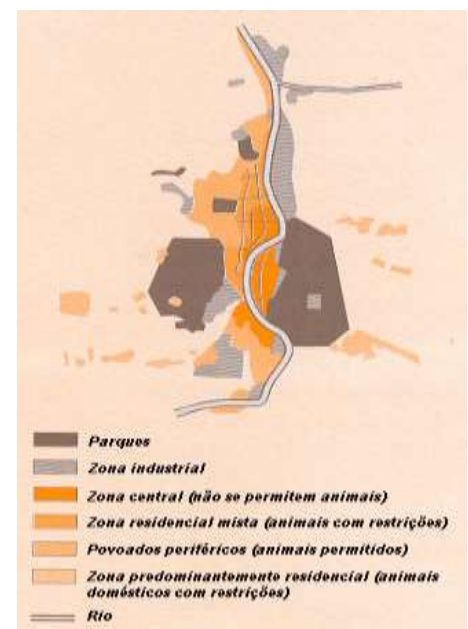 Parques
Zona industrial
Zona central (não se permitem animais)
Zona residencial mista (animais com restrições)
Povoados periféricos (animais permitidos)
Zona predominantemente residencial (animais
domésticos com restrições)
Rio